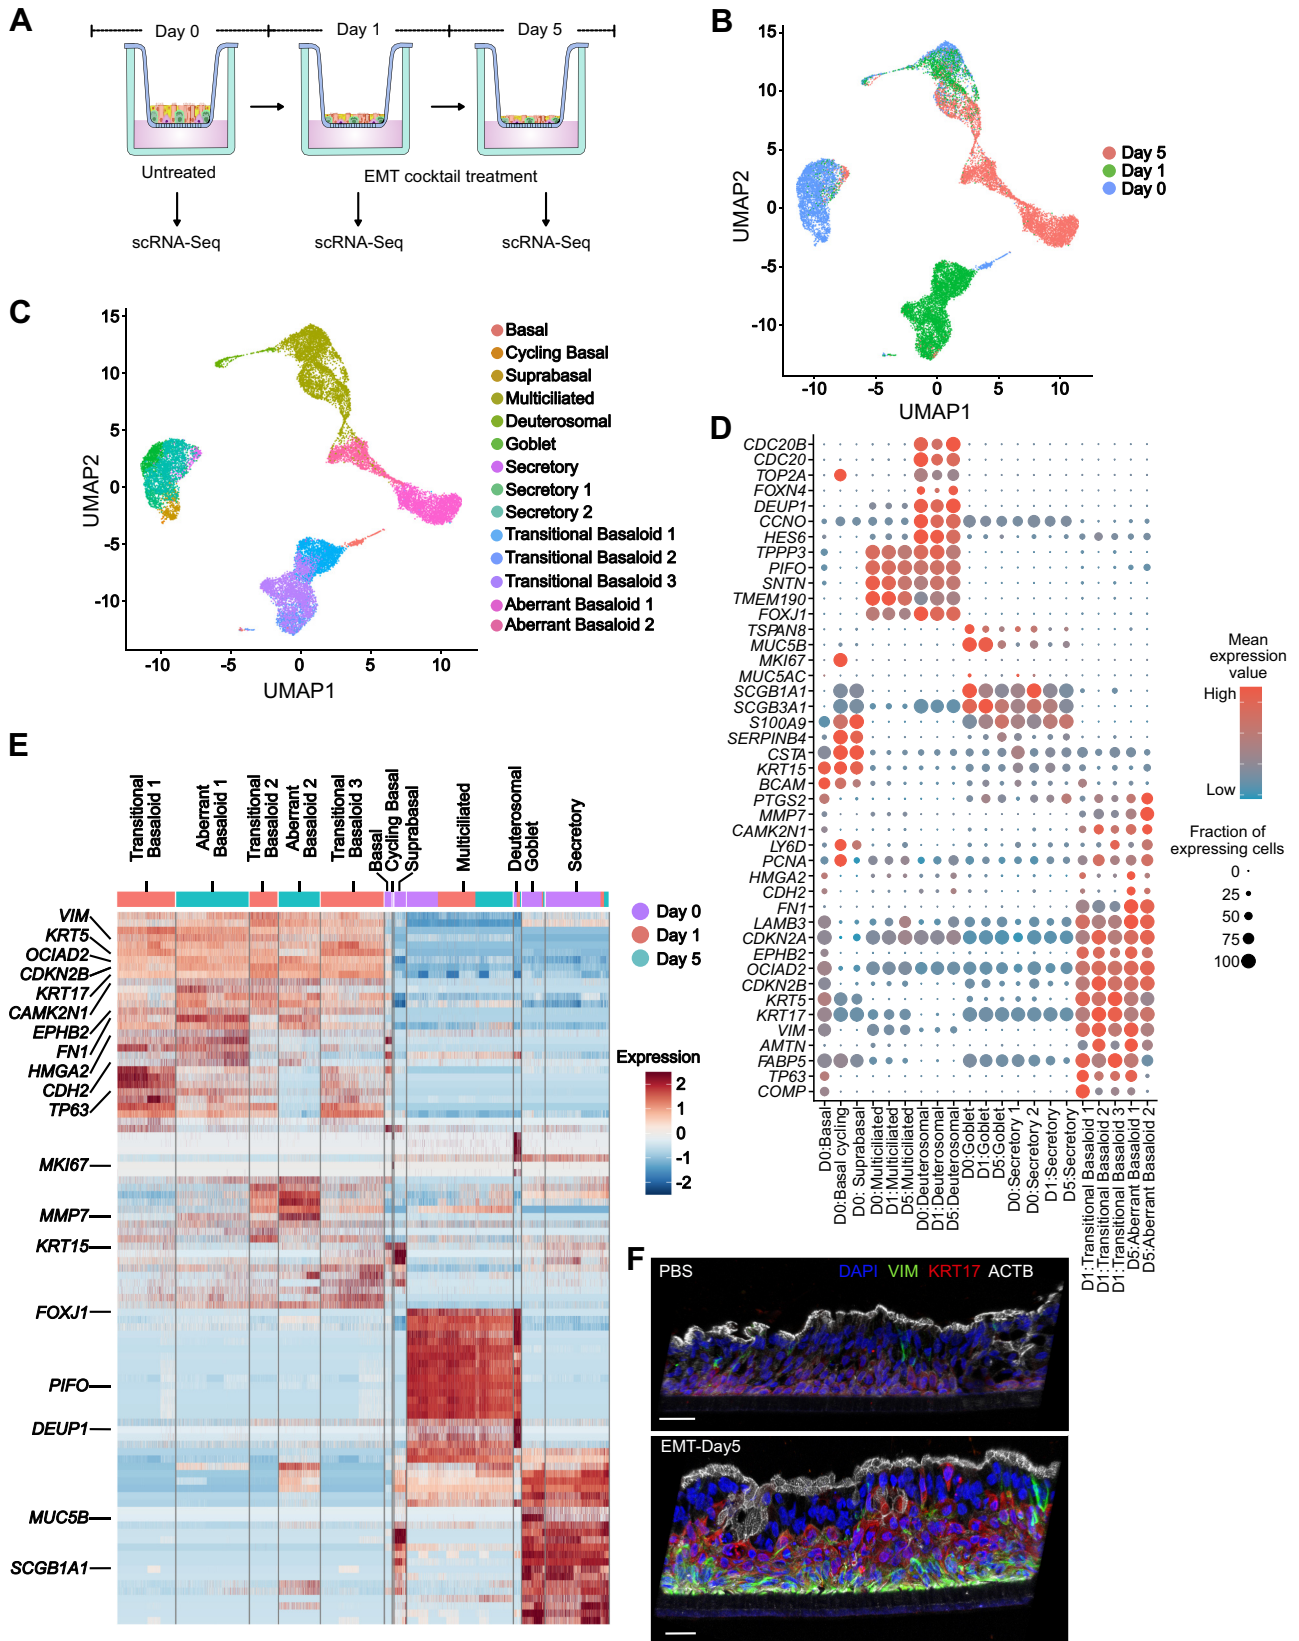 A
Day 0
Day 1
Day 5
Untreated
EMT cocktail treatment
scRNA-Seq
scRNA-Seq
scRNA-Seq
B
15
10
5
0
-5
-10
UMAP2
-10
-5
0
5
10
UMAP1
Day 5
Day 1
Day 0
C
15
10
5
0
-5
-10
UMAP2
-10
-5
0
5
10
UMAP1
Basal
Cycling Basal
Suprabasal
Multiciliated
Deuterosomal
Goblet
Secretory
Secretory 1
Secretory 2
Transitional Basaloid 1
Transitional Basaloid 2
Transitional Basaloid 3
Aberrant Basaloid 1
Aberrant Basaloid 2
D
CDC20B
CDC20
TOP2A
FOXN4
DEUP1
CCNO
HES6
TPPP3
PIFO
SNTN
TMEM190
FOXJ1
TSPAN8
MUC5B
MKI67
MUC5AC
SCGB1A1
SCGB3A1
S100A9
SERPINB4
CSTA
KRT15
BCAM
PTGS2
MMP7
CAMK2N1
LY6D
PCNA
HMGA2
CDH2
FN1
LAMB3
CDKN2A
EPHB2
OCIAD2
CDKN2B
KRT5
KRT17
VIM
AMTN
FABP5
TP63
COMP
D0:Basal
D0:Basal cycling
D0: Suprabasal
D0:Multiciliated
D1:Multiciliated
D5:Multiciliated
D0:Deuterosomal
D1:Deuterosomal
D5:Deuterosomal
D0:Goblet
D1:Goblet
D5:Goblet
D0:Secretory 1
D0:Secretory 2
D1:Secretory
D5:Secretory
D1:Transitional Basaloid 1
D1:Transitional Basaloid 2
D1:Transitional Basaloid 3
D5:Aberrant Basaloid 1
D5:Aberrant Basaloid 2
Mean
expression
value
High
Low
Fraction of
expressing cells
0
25
50
75
100
E
Transitional
Basaloid 1
Aberrant
Basaloid 1
Transitional
Basaloid 2
Aberrant
Basaloid 2
Transitional
Basaloid 3
Basal
Cycling Basal
Suprabasal
Multiciliated
Deuterosomal
Goblet
Secretory
Day 0
Day 1
Day 5
VIM
KRT5
OCIAD2
CDKN2B
KRT17
CAMK2N1
EPHB2
FN1
HMGA2
CDH2
TP63
MKI67
MMP7
KRT15
FOXJ1
PIFO
DEUP1
MUC5B
SCGB1A1
Expression
2
1
0
-1
-2
F
PBS
DAPI VIM KRT17 ACTB
EMT-Day5